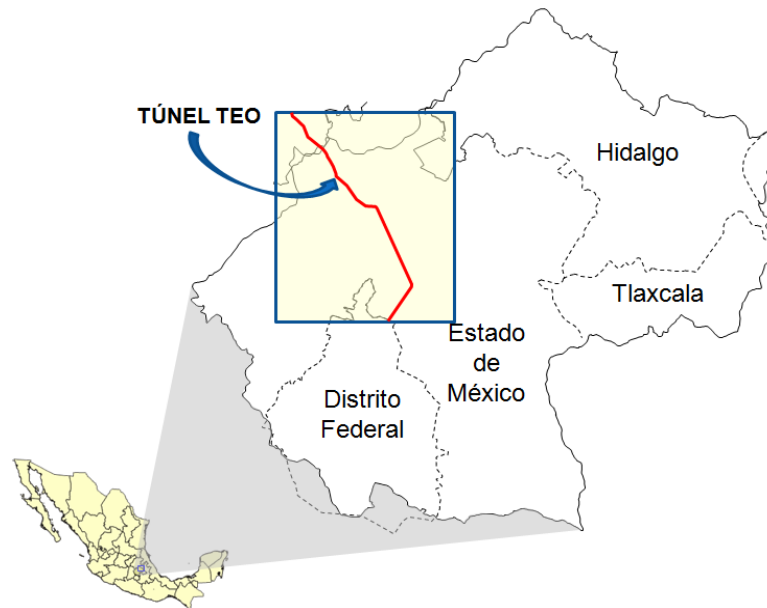 TÚNEL TEO
Hidalgo
Tlaxcala
Estado
de
México
Distrito
Federal